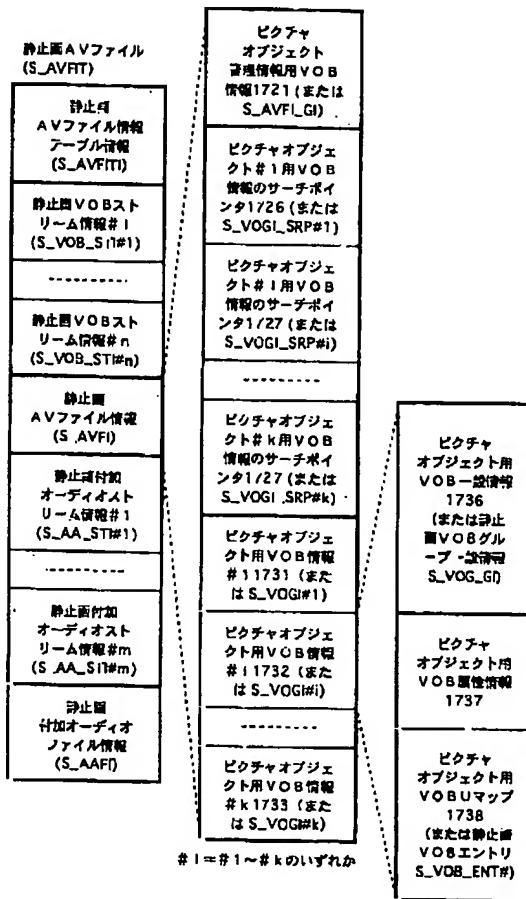 静止画AVファイル
(S_AVFIT)
静止画
AVファイル情報
テーブル情報
(S_AVFITI)
静止画VOBスト
リーム情報#1
(S_VOB_STI#1)
静止画VOBスト
リーム情報#n
(S_VOB_STI#n)
静止画
AVファイル情報
(S_AVFI)
静止画付加
オーディオスト
リーム情報#1
(S_AA_STI#1)
静止画付加
オーディオスト
リーム情報#m
(S_AA_STI#m)
静止画
付加オーディオ
ファイル情報
(S_AAFI)
ピクチャ
オブジェクト
管理情報用VOB
情報1721(または
S_AVFI_GI)
ピクチャオブジェ
クト#1用VOB
情報のサーチポイ
ンタ1726(または
S_VOGI_SRP#1)
ピクチャオブジェ
クト#i用VOB
情報のサーチポイ
ンタ1727(または
S_VOGI_SRP#i)
ピクチャオブジェ
クト#k用VOB
情報のサーチポイ
ンタ1727(または
S_VOGI_SRP#k)
ピクチャオブジェ
クト用VOB情報
#11731(また
はS_VOGI#1)
ピクチャオブジェ
クト用VOB情報
#i1732(また
はS_VOGI#i)
ピクチャオブジェ
クト用VOB情報
#k1733(また
はS_VOGI#k)
#i=#1~#kのいずれか
ピクチャ
オブジェクト用
VOB一般情報
1736
(または静止
画VOBグル
ープ一般情報
S_VOG_GI)
ピクチャ
オブジェクト用
VOB属性情報
1737
ピクチャ
オブジェクト用
VOBUマップ
1738
(または静止画
VOBエントリ
S_VOB_ENT#)